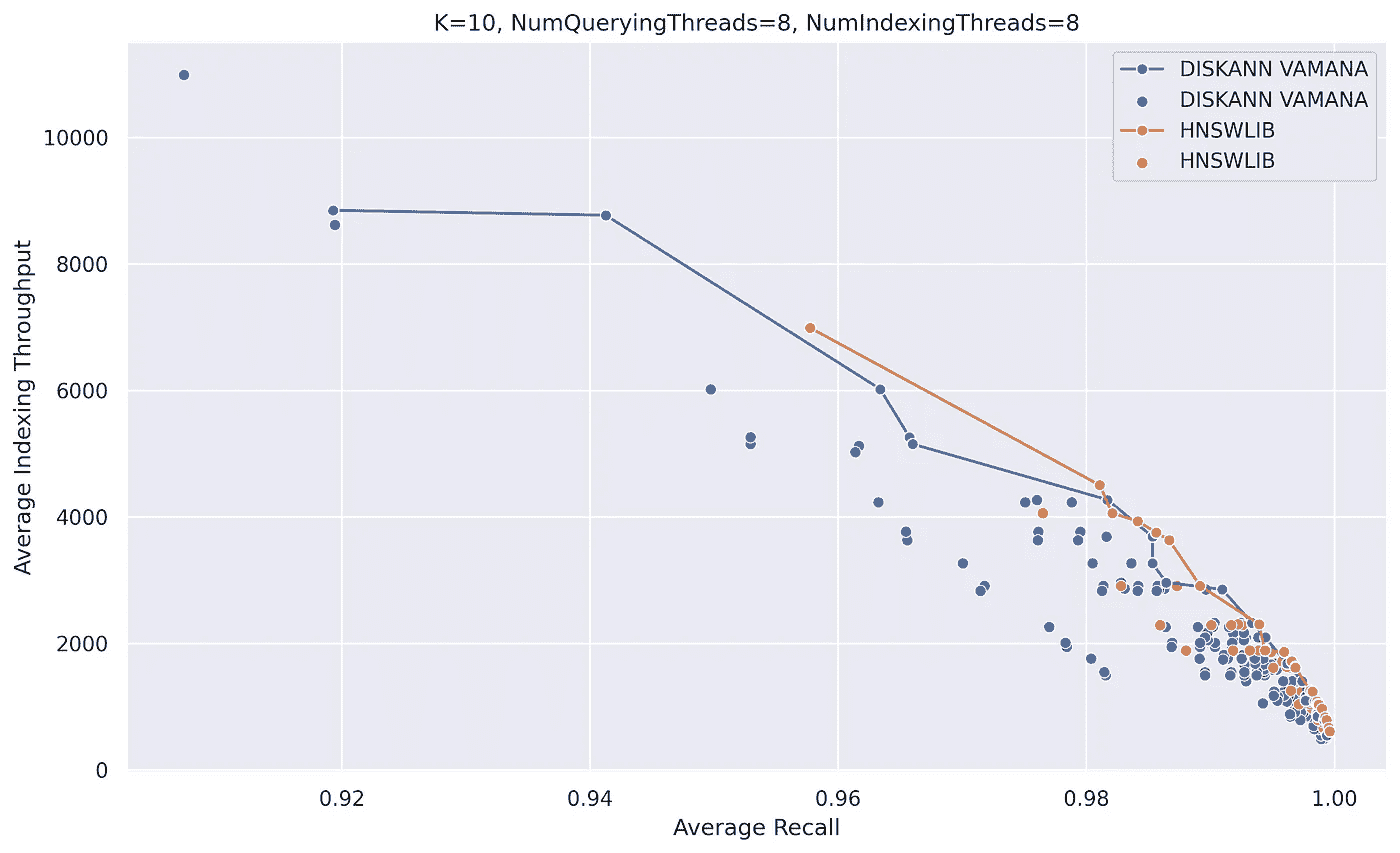 K=10, NumQueryingThreads=8, NumIndexingThreads=8
DISKANN VAMANA
DISKANN VAMANA
HNSWLIB
HNSWLIB
Average Indexing Throughput
10000
8000
6000
4000
2000
0
0.92 0.94 0.96 0.98 1.00
Average Recall